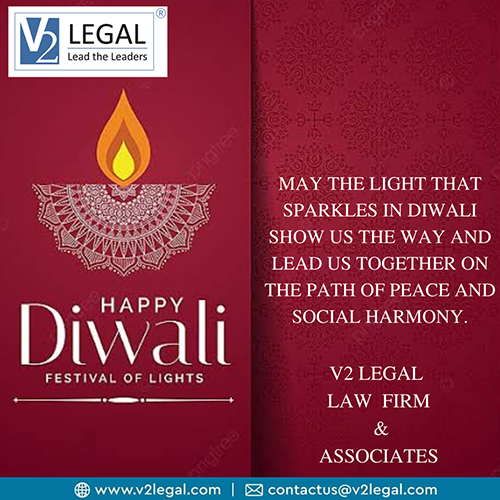 V2 LEGAL®
Lead the Leaders
HAPPY
Diwali
FESTIVAL OF LIGHTS
MAY THE LIGHT THAT
SPARKLES IN DIWALI
SHOW US THE WAY AND
LEAD US TOGETHER ON
THE PATH OF PEACE AND
SOCIAL HARMONY.
V2 LEGAL
LAW FIRM
&
ASSOCIATES
www.v2legal.com | contactus@v2legal.com